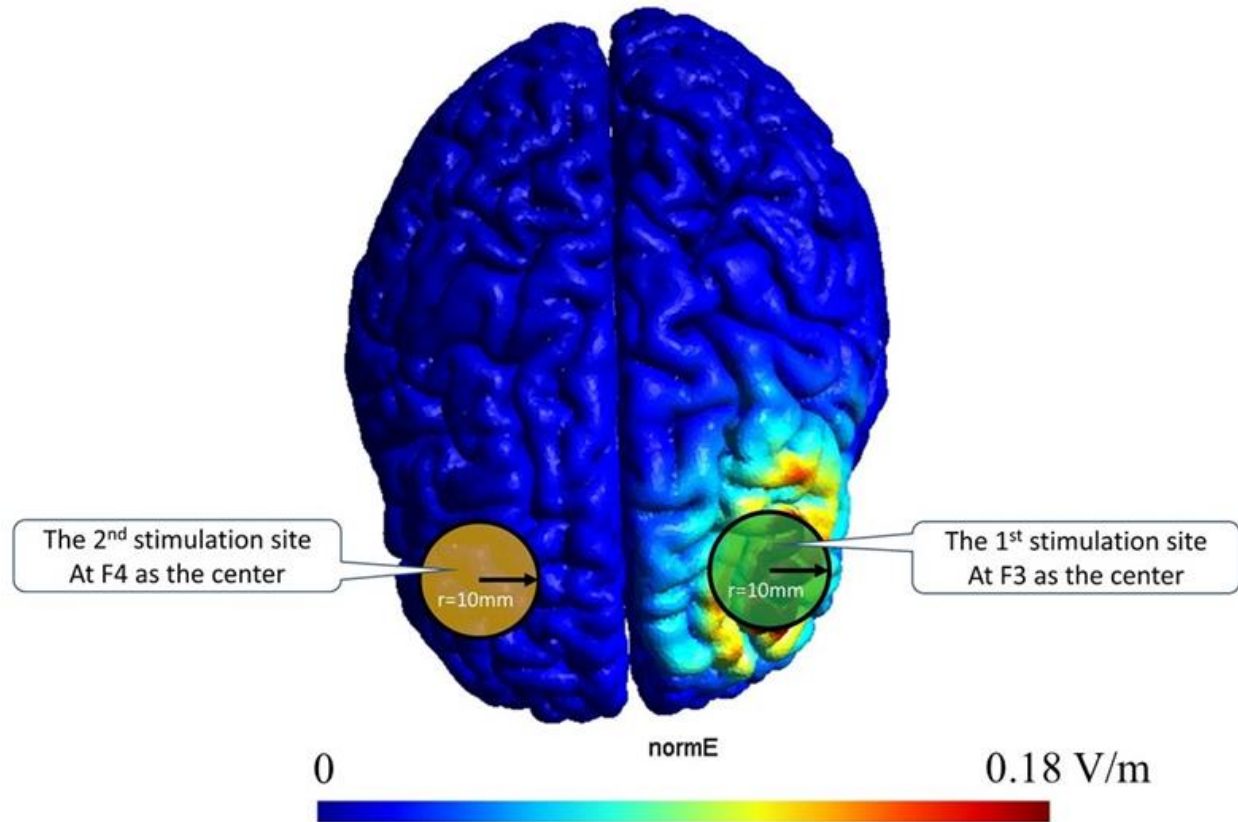 The 2nd stimulation site
At F4 as the center
r=10mm
The 1st stimulation site
At F3 as the center
r=10mm
normE
0
0.18 V/m